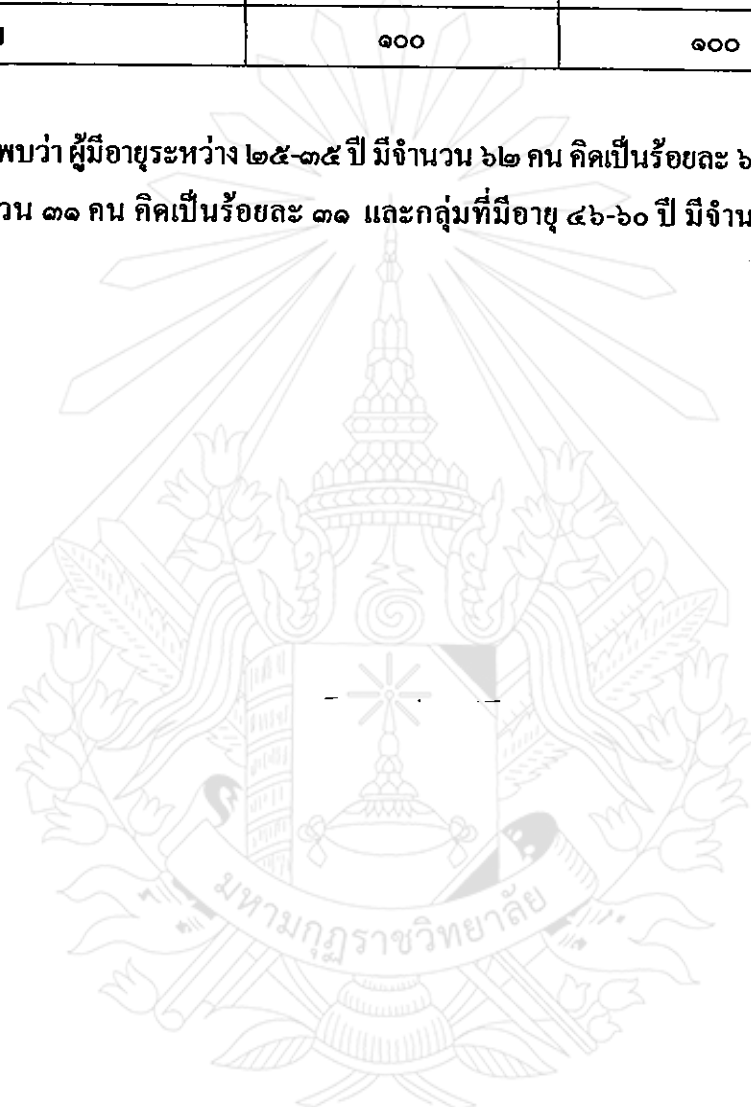 ๑๐๐ ๑๐๐
พบว่า ผู้มีอายุระหว่าง ๒๕-๓๕ ปี มีจำนวน ๖๒ คน คิดเป็นร้อยละ ๖
วน ๓๑ คน คิดเป็นร้อยละ ๓๑ และกลุ่มที่มีอายุ ๔๖-๖๐ ปี มีจำน
มหามกุฏราชวิทยาลัย